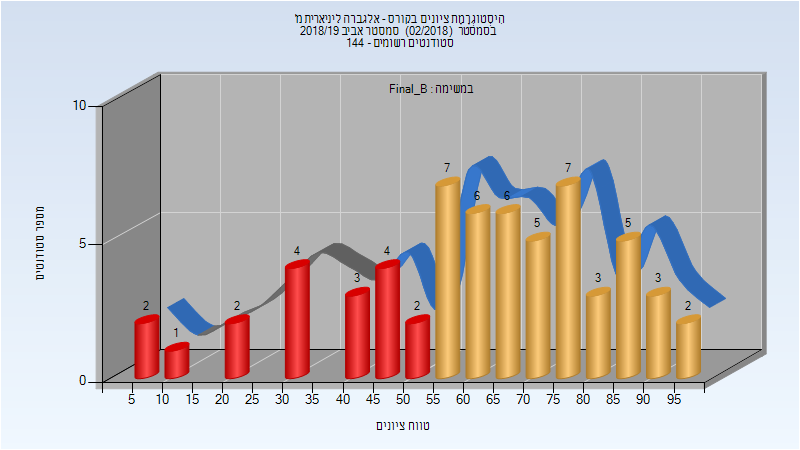 היסטוגרמת ציונים בקורס - אלגברה ליניארית מ'
בסמסטר (02/2018) סמסטר אביב 2018/19
סטודנטים רשומים - 144
במשימה : Final_B
מספר סטודנטים
10
5
0
2
1
2
4
3
4
2
7
6
6
5
7
3
5
3
2
5 10 15 20 25 30 35 40 45 50 55 60 65 70 75 80 85 90 95
טווח ציונים